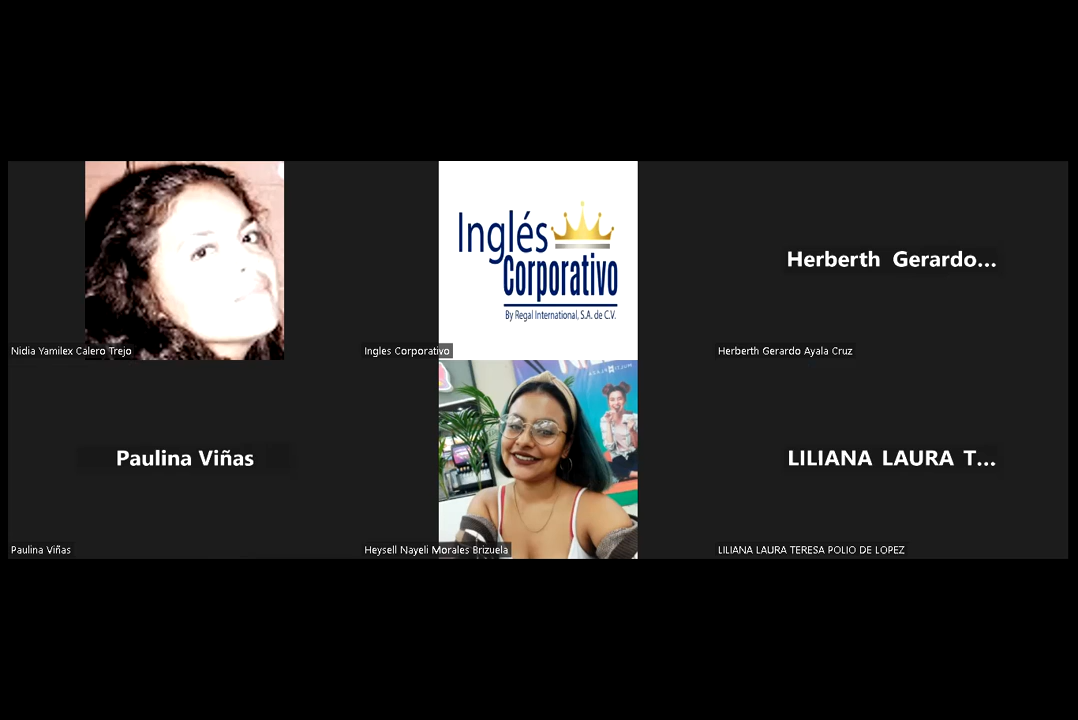 Inglés
Corporativo
By Regal International, S.A. de C.V.
Herberth Gerardo...
Nidia Yamilex Calero Trejo
Ingles Corporativo
Herberth Gerardo Ayala Cruz
Paulina Viñas
LILIANA LAURA T...
Paulina Viñas
Heysell Nayeli Morales Brizuela
LILIANA LAURA TERESA POLIO DE LOPEZ